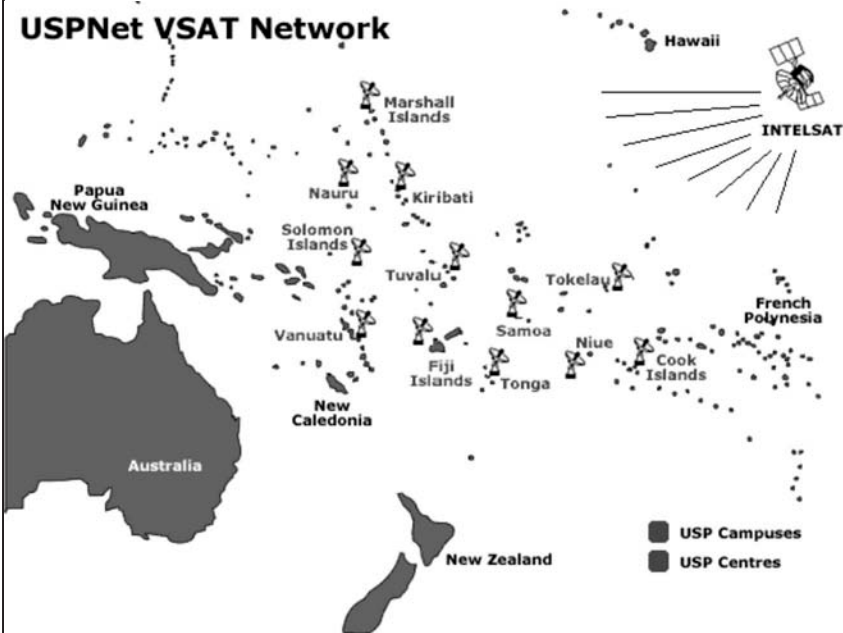 USPNet VSAT Network
Hawaii
INTELSAT
Marshall
Islands
Nauru
Kiribati
Papua
New Guinea
Solomon
Islands
Tuvalu
Tokelau
Samoa
French
Polynesia
Vanuatu
Fiji
Islands
Tonga
Niue
Cook
Islands
New
Caledonia
Australia
New Zealand
USP Campuses
USP Centres